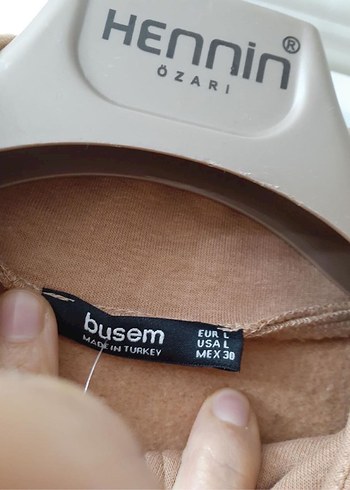 HENNiN®
ÖZARI
busem
MADE IN TURKEY
EUR L
USA L
MEX 30